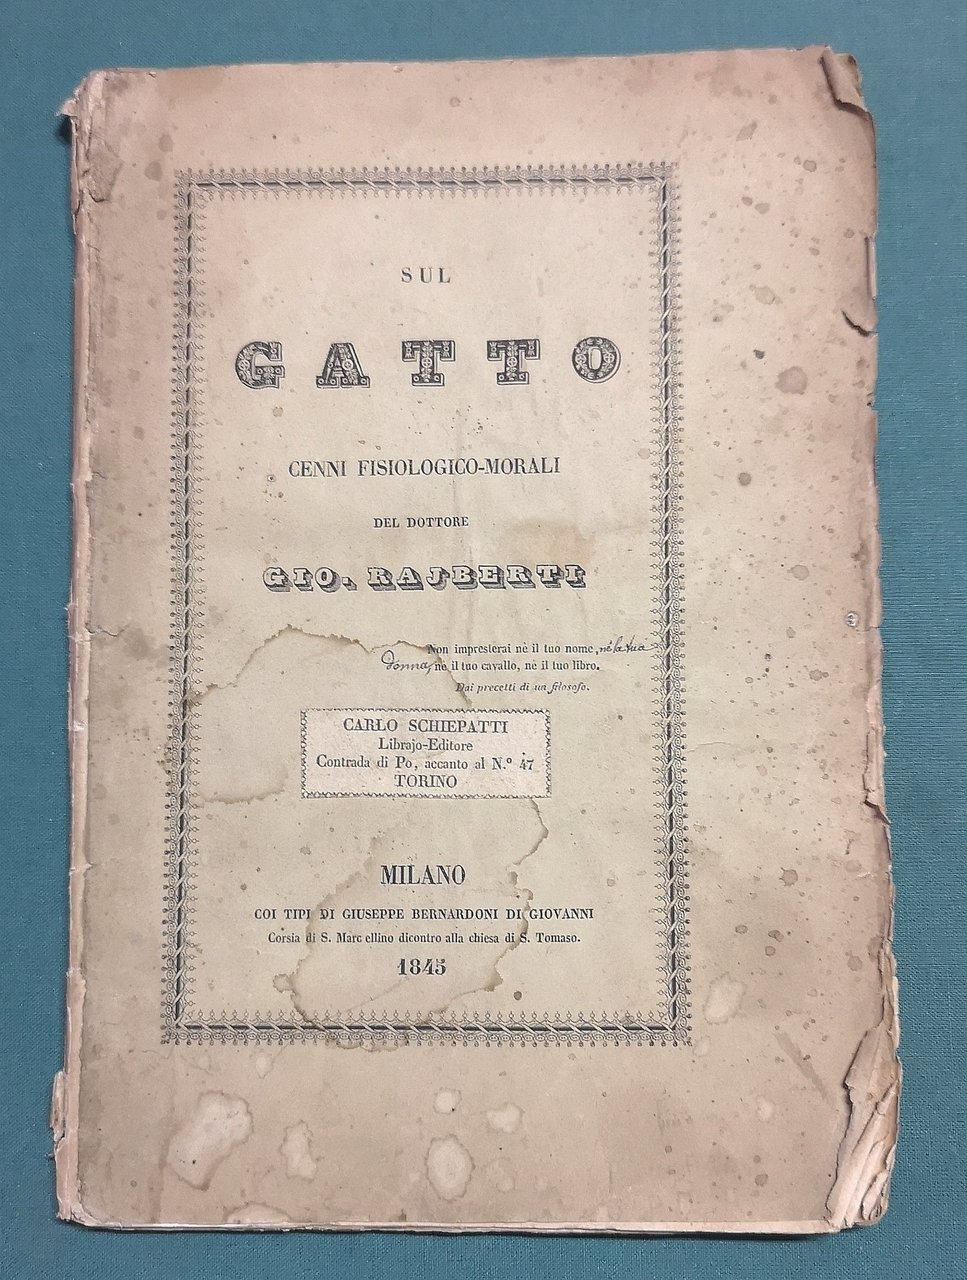 SUL
GATTO
CENNI FISIOLOGICO-MORALI
DEL DOTTORE
GIO. RAJBERTI
Non impresterai nè il tuo nome, nè la tua
donna, nè il tuo cavallo, nè il tuo libro.
Dai precetti di un filosofo.
CARLO SCHIEPATTI
Librajo-Editore
Contrada di Po, accanto al N.º 47
TORINO
MILANO
COI TIPI DI GIUSEPPE BERNARDONI DI GIOVANNI
Corsia di S. Marc ellino dicontro alla chiesa di S. Tomaso.
1845